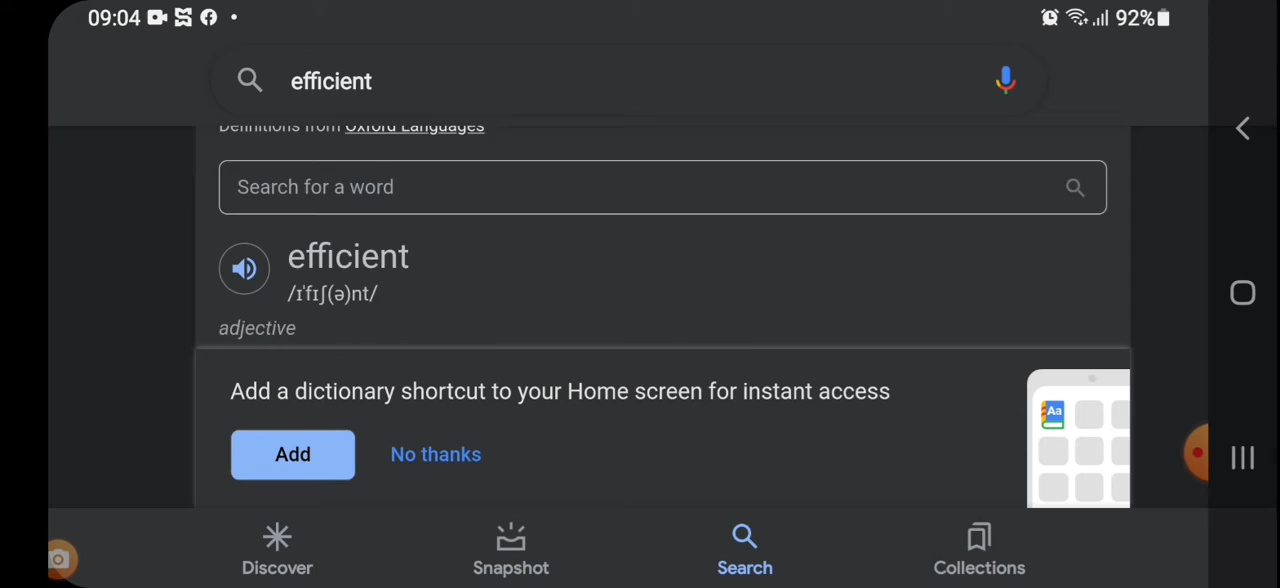 09:04 92%
efficient
Definitions from Oxford Languages
Search for a word
efficient
/ɪˈfɪʃ(ə)nt/
adjective
Add a dictionary shortcut to your Home screen for instant access
Aa
Add No thanks
Discover Snapshot Search Collections